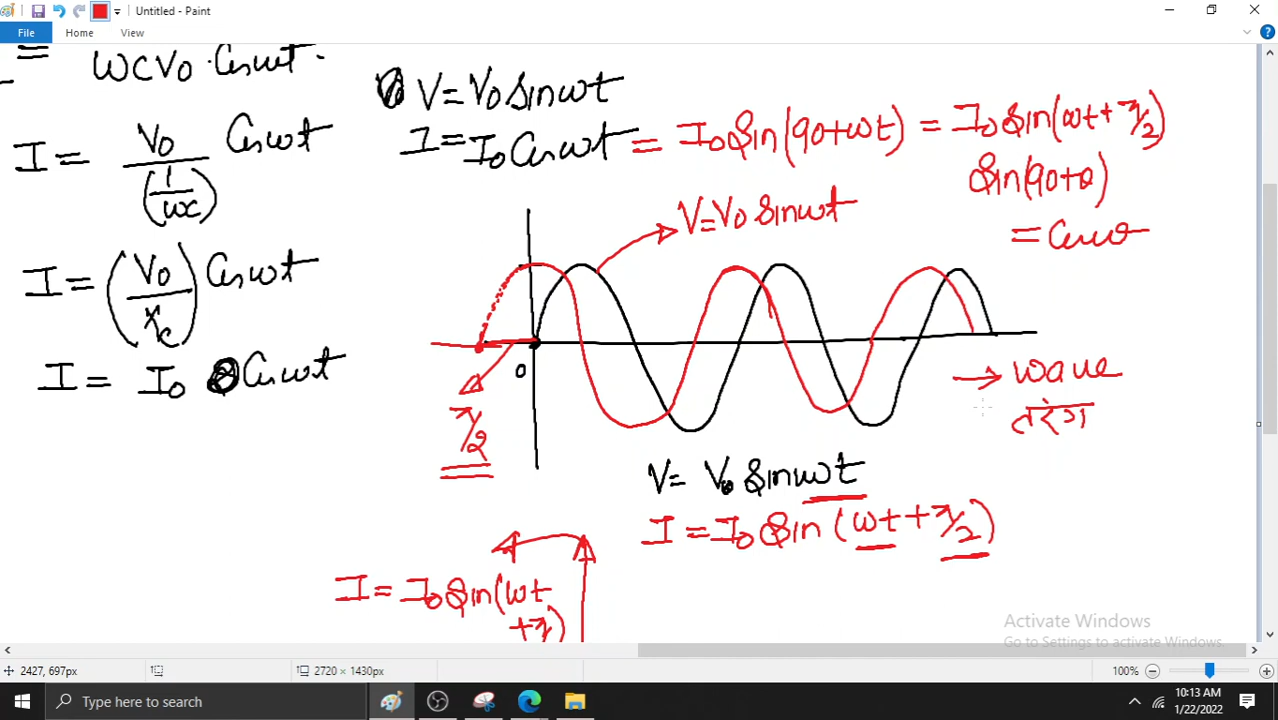 Untitled - Paint
File Home View
=
WCV0 · Cosωt ·
I = V0 / (1/ωc) Cosωt
I = (V0 / Xc) Cosωt
I = I0 Cosωt
V = V0 Sinωt
I = I0 Cosωt = I0 Sin(90+ωt) = I0 Sin(ωt + π/2)
Sin(90+θ)
= Cosθ
V = V0 Sinωt
0
π/2
→ wave
तरंग
V = V0 Sinωt
I = I0 Sin (ωt + π/2)
I = I0 Sin(ωt
+π
Activate Windows
Go to Settings to activate Windows.
2427, 697px
2720 × 1430px
100%
Type here to search
10:13 AM
1/22/2022